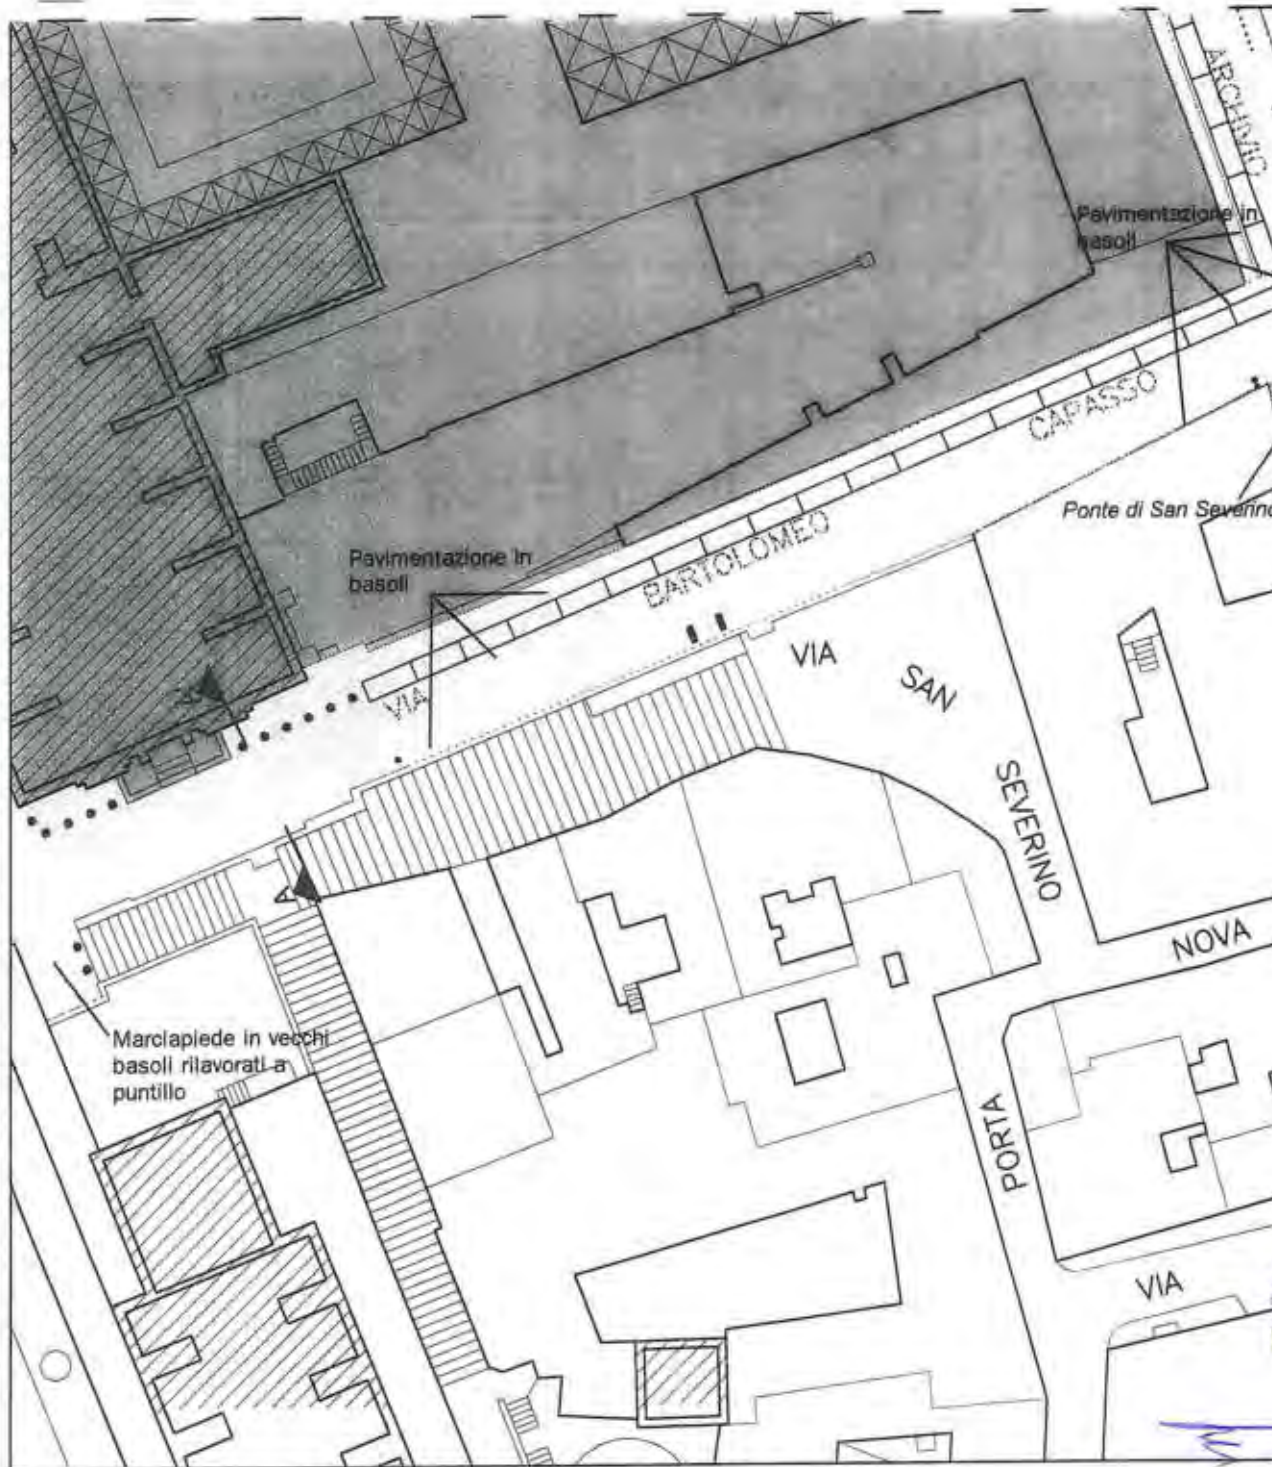 ARCHIVIO
Pavimentazione in
basoli
CAPASSO
Ponte di San Severino
BARTOLOMEO
Pavimentazione in
basoli
VIA
VIA
SAN
SEVERINO
A
A
NOVA
Marciapiede in vecchi
basoli rilavorati a
puntillo
PORTA
VIA